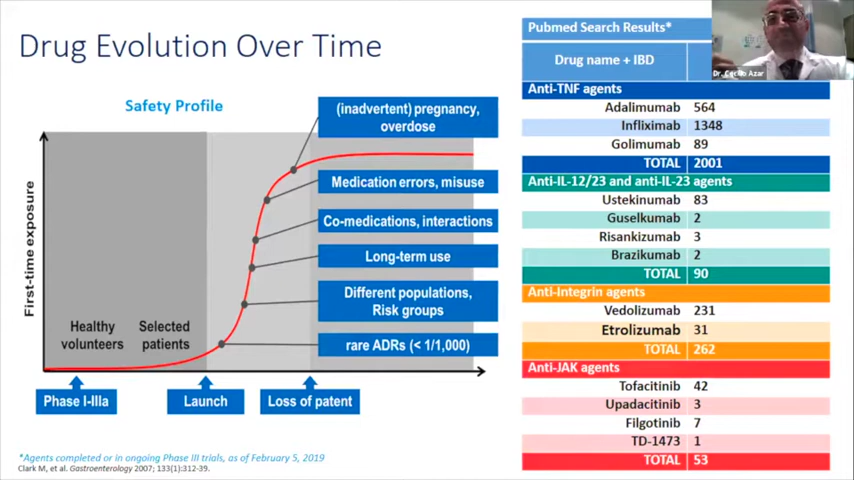 Drug Evolution Over Time
Safety Profile
First-time exposure
(inadvertent) pregnancy,
overdose
Medication errors, misuse
Co-medications, interactions
Long-term use
Different populations,
Risk groups
rare ADRs (< 1/1,000)
Healthy
volunteers
Selected
patients
Phase I-IIIa
Launch
Loss of patent
*Agents completed or in ongoing Phase III trials, as of February 5, 2019
Clark M, et al. Gastroenterology 2007; 133(1):312-39.
Pubmed Search Results*
Drug name + IBD
Dr. Cecilio Azar
Anti-TNF agents
Adalimumab 564
Infliximab 1348
Golimumab 89
TOTAL 2001
Anti-IL-12/23 and anti-IL-23 agents
Ustekinumab 83
Guselkumab 2
Risankizumab 3
Brazikumab 2
TOTAL 90
Anti-Integrin agents
Vedolizumab 231
Etrolizumab 31
TOTAL 262
Anti-JAK agents
Tofacitinib 42
Upadacitinib 3
Filgotinib 7
TD-1473 1
TOTAL 53